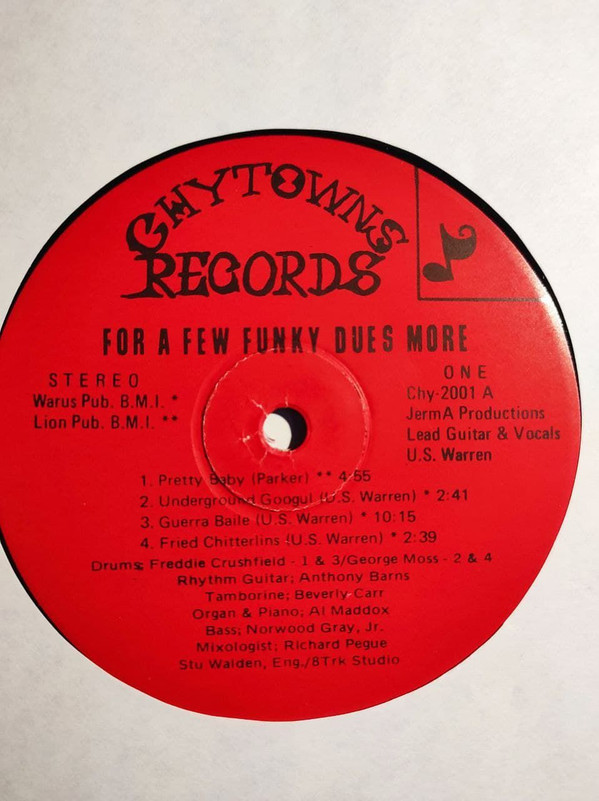 CHYTOWNS
RECORDS
FOR A FEW FUNKY DUES MORE
STEREO
Warus Pub. B.M.I. *
Lion Pub. B.M.I. **
ONE
Chy-2001 A
JermA Productions
Lead Guitar & Vocals
U.S. Warren
1. Pretty Baby (Parker) ** 4:55
2. Underground Googul (U.S. Warren) * 2:41
3. Guerra Baile (U.S. Warren) * 10:15
4. Fried Chitterlins (U.S. Warren) * 2:39
Drums; Freddie Crushfield - 1 & 3/George Moss - 2 & 4
Rhythm Guitar; Anthony Barns
Tamborine; Beverly Carr
Organ & Piano; Al Maddox
Bass; Norwood Gray, Jr.
Mixologist; Richard Pegue
Stu Walden, Eng./8Trk Studio